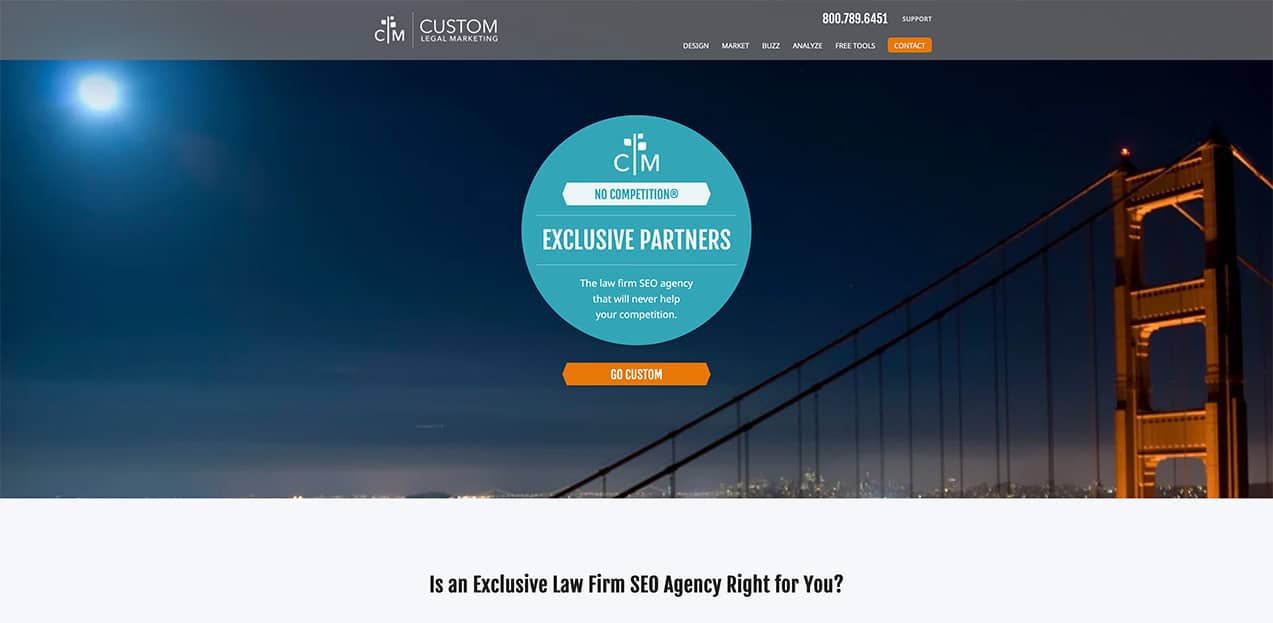 800.789.6451 SUPPORT
C M CUSTOM
LEGAL MARKETING
DESIGN MARKET BUZZ ANALYZE FREE TOOLS CONTACT
C M
NO COMPETITION®
EXCLUSIVE PARTNERS
The law firm SEO agency
that will never help
your competition.
GO CUSTOM
Is an Exclusive Law Firm SEO Agency Right for You?